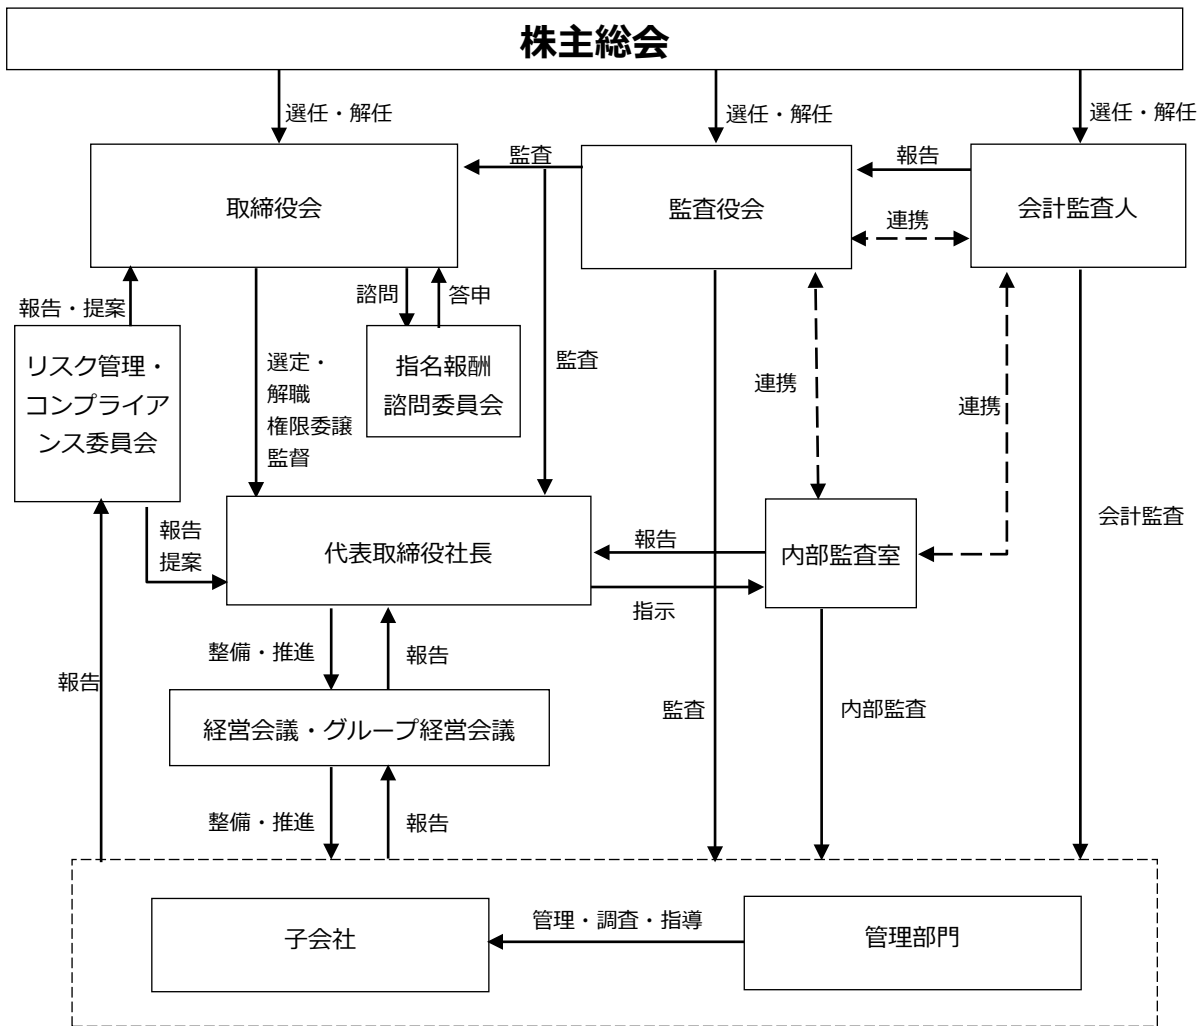 株主総会
選任・解任
選任・解任
選任・解任
取締役会
監査
監査役会
報告
会計監査人
連携
報告・提案
諮問
答申
リスク管理・
コンプライア
ンス委員会
選定・
解職
権限委譲
監督
指名報酬
諮問委員会
監査
連携
連携
報告
提案
代表取締役社長
報告
指示
内部監査室
会計監査
整備・推進
報告
報告
経営会議・グループ経営会議
監査
内部監査
整備・推進
報告
子会社
管理・調査・指導
管理部門